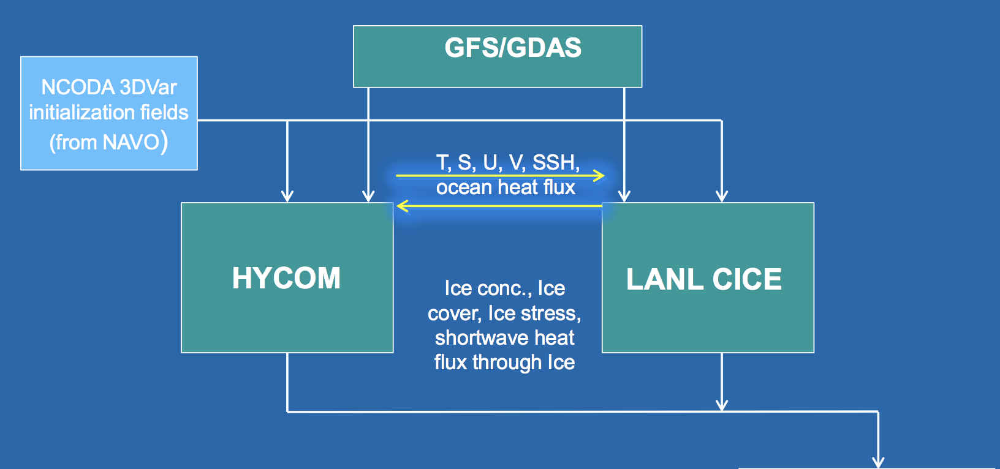 GFS/GDAS
NCODA 3DVar
initialization fields
(from NAVO)
T, S, U, V, SSH,
ocean heat flux
HYCOM
LANL CICE
Ice conc., Ice
cover, Ice stress,
shortwave heat
flux through Ice